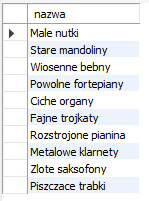 nazwa
Male nutki
Stare mandoliny
Wiosenne bebny
Powolne fortepiany
Ciche organy
Fajne trojkaty
Rozstrojone pianina
Metalowe klarnety
Zlote saksofony
Piszczace trabki